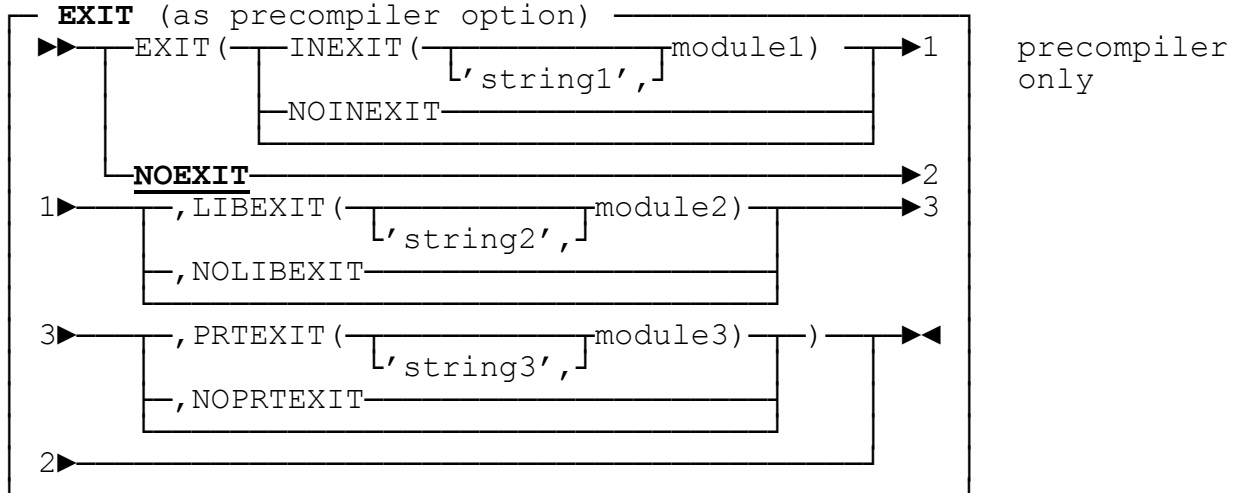 EXIT (as precompiler option)
EXIT( INEXIT( module1) 1 precompiler
'string1', only
NOINEXIT
NOEXIT 2
1 ,LIBEXIT( module2) 3
'string2',
,NOLIBEXIT
3 ,PRTEXIT( module3) )
'string3',
,NOPRTEXIT
2